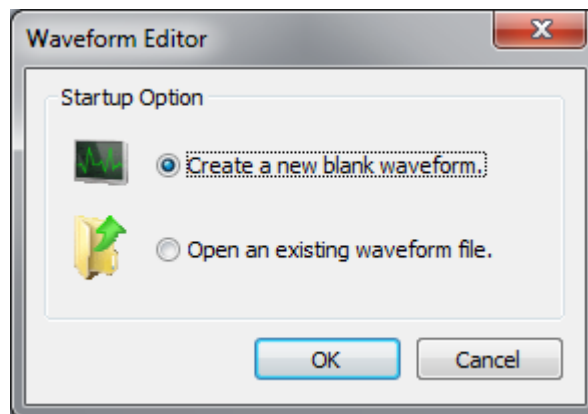 Waveform Editor
Startup Option
Create a new blank waveform.
Open an existing waveform file.
OK Cancel